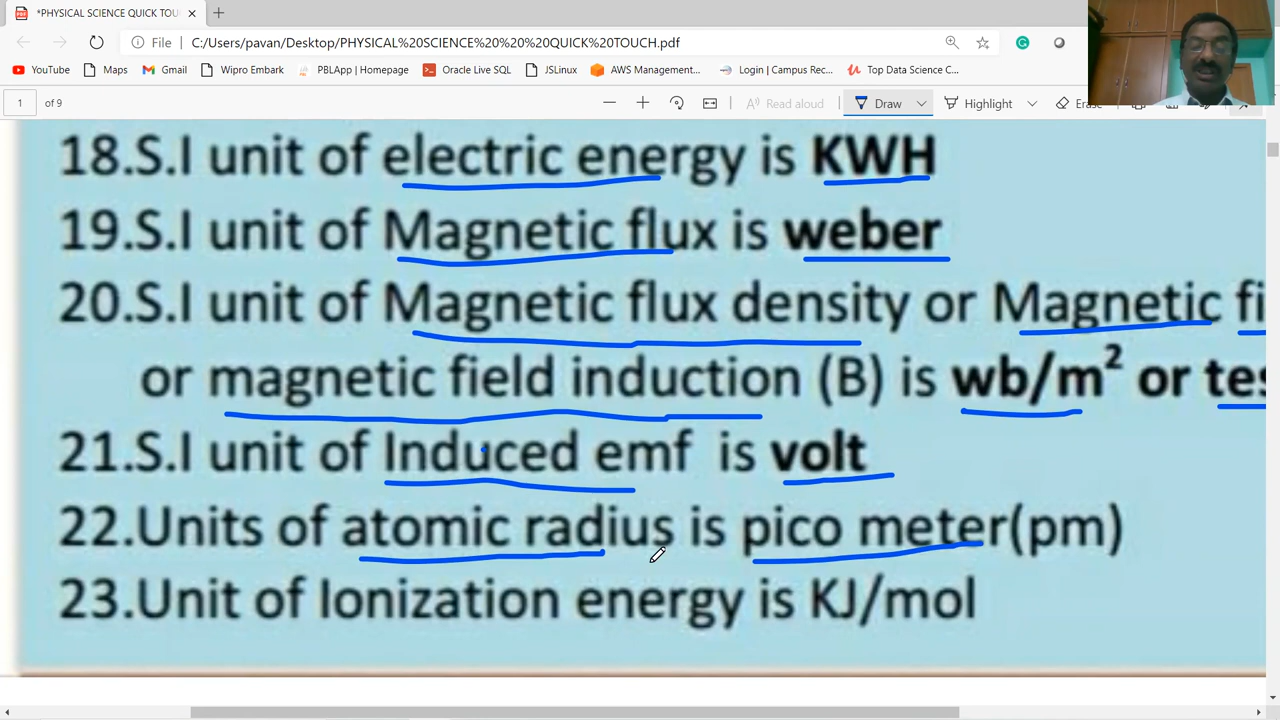 *PHYSICAL SCIENCE QUICK TOU
File C:/Users/pavan/Desktop/PHYSICAL%20SCIENCE%20%20%20QUICK%20TOUCH.pdf
YouTube Maps Gmail Wipro Embark PBLApp | Homepage Oracle Live SQL JSLinux AWS Management... Login | Campus Rec... Top Data Science C...
1 of 9 Read aloud Draw Highlight Erase
18.S.I unit of electric energy is KWH
19.S.I unit of Magnetic flux is weber
20.S.I unit of Magnetic flux density or Magnetic fi
or magnetic field induction (B) is wb/m² or tes
21.S.I unit of Induced emf is volt
22.Units of atomic radius is pico meter(pm)
23.Unit of Ionization energy is KJ/mol